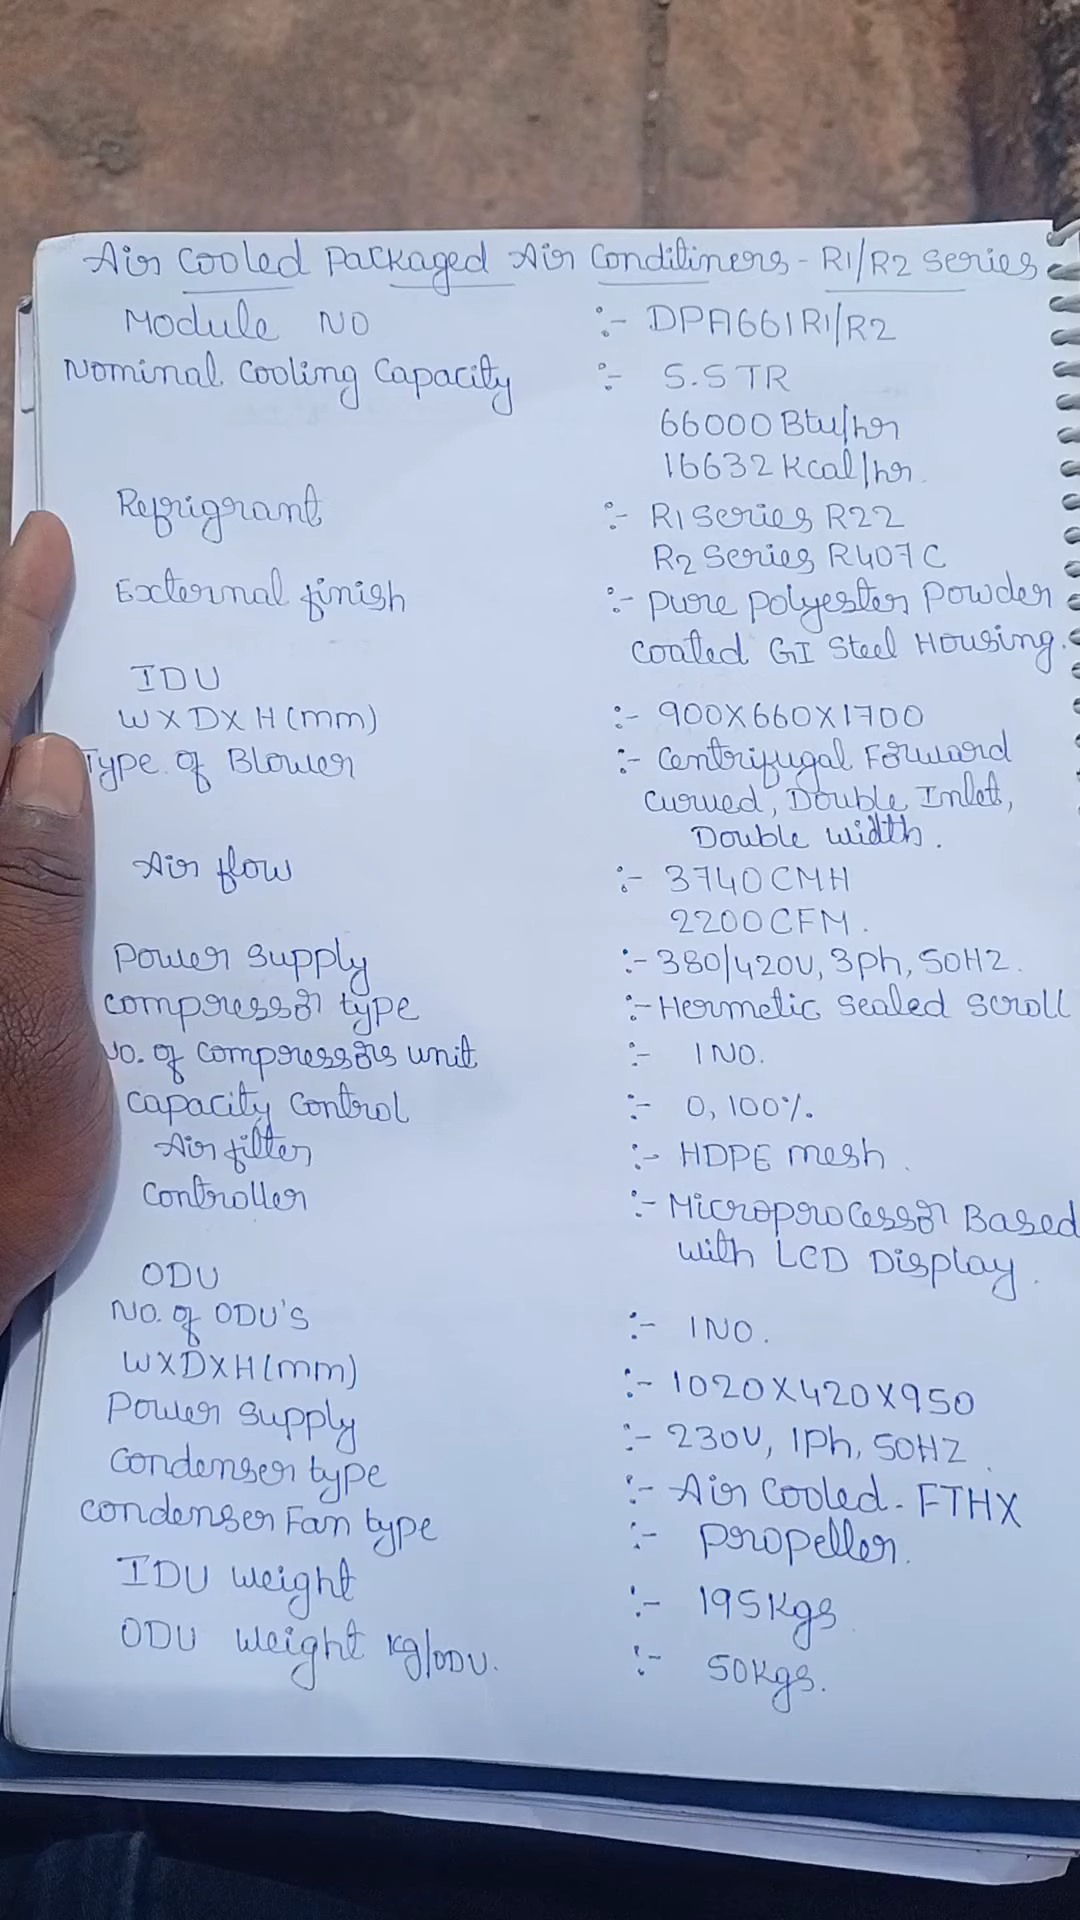 Air Cooled Packaged Air Conditiners - R1/R2 Series
Module NO :- DPA661R1/R2
Nominal Cooling Capacity :- 5.5 TR
66000 Btu/hr
16632 Kcal/hr.
Refrigrant :- R1 Series R22
R2 Series R407C
External finish :- Pure Polyester Powder
Coated GI Steel Housing.
IDU
WXDXH(mm) :- 900X660X1700
Type of Blower :- Centrifugal Forward
Curved, Double Inlet,
Double width.
Air flow :- 3740CMH
2200CFM.
Power Supply :- 380/420V, 3Ph, 50HZ.
Compressor type :- Hermetic Sealed Scroll
No. of Compressors unit :- 1NO.
Capacity Control :- 0, 100%.
Air filter :- HDPE mesh.
Controller :- Microprocessor Based
with LCD Display.
ODU
NO. of ODU'S :- 1NO.
WXDXH(mm) :- 1020X420X950
Power Supply :- 230V, 1Ph, 50HZ.
Condenser type :- Air Cooled - FTHX
Condenser Fan type :- Propeller.
IDU weight :- 195Kgs
ODU weight kg/ODU. :- 50Kgs.